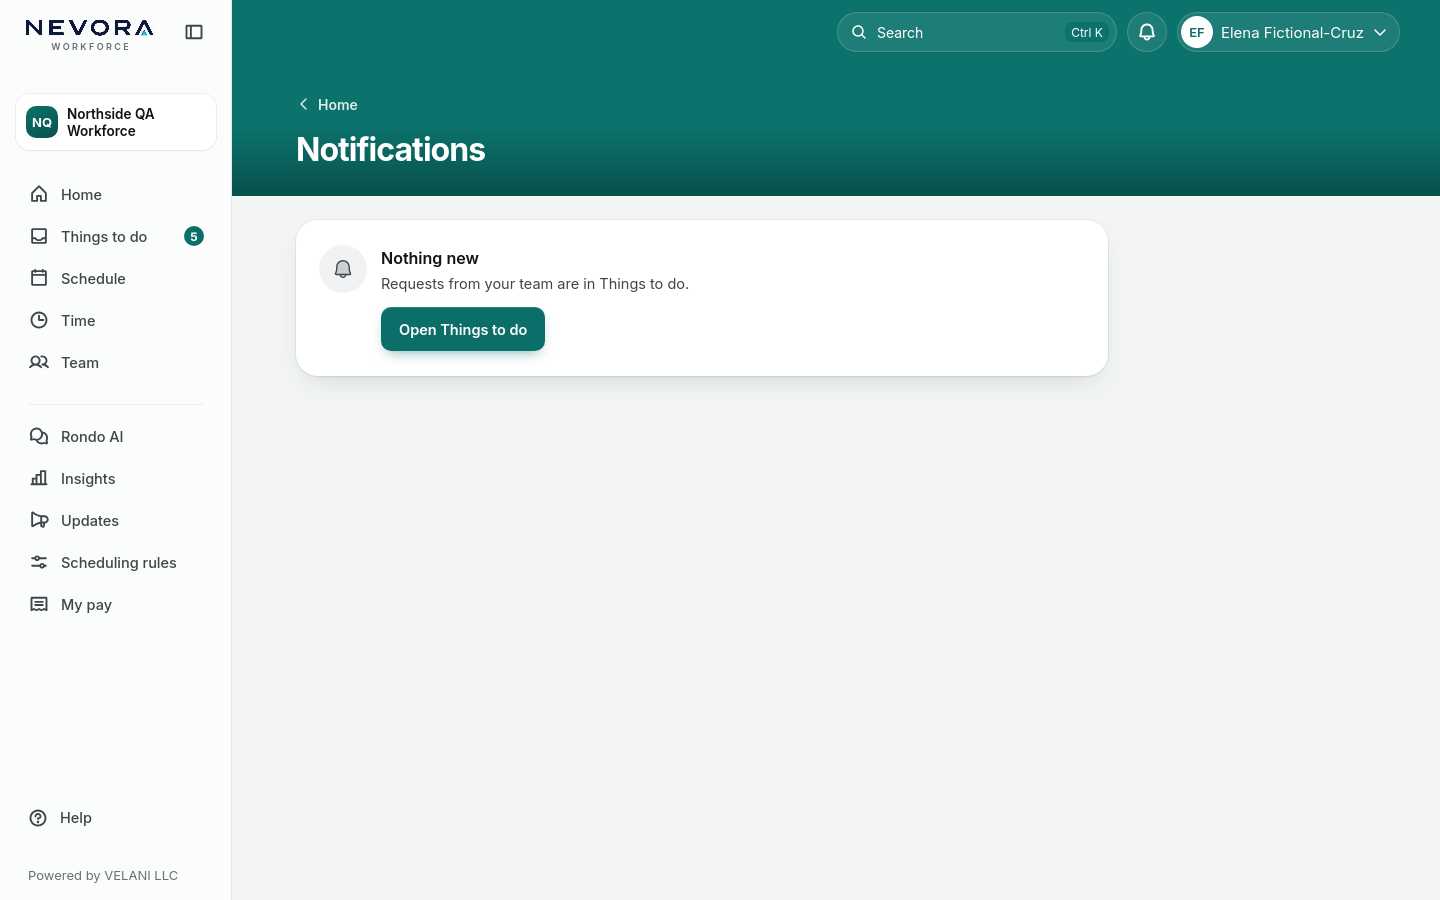 NEVORA
WORKFORCE
Search
Ctrl K
EF
Elena Fictional-Cruz
NQ
Northside QA
Workforce
Home
Things to do
5
Schedule
Time
Team
Rondo AI
Insights
Updates
Scheduling rules
My pay
Help
Powered by VELANI LLC
Home
Notifications
Nothing new
Requests from your team are in Things to do.
Open Things to do